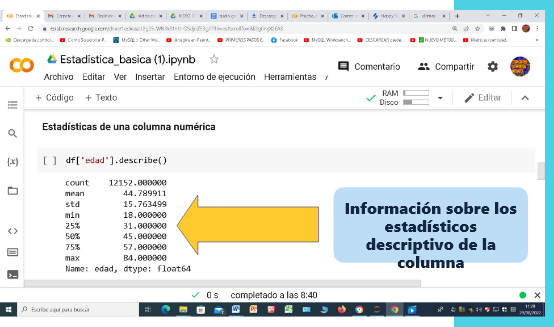 Estadística_basica (1).ipynb
Comentario
Compartir
Archivo Editar Ver Insertar Entorno de ejecución Herramientas
+ Código + Texto
RAM
Disco
Editar
Estadísticas de una columna numérica
[ ] df["edad"].describe()
count 12152.000000
mean 44.789911
std 15.763499
min 18.000000
25% 31.000000
50% 45.000000
75% 57.000000
max 84.000000
Name: edad, dtype: float64
Información sobre los
estadísticos
descriptivo de la
columna
0 s completado a las 8:40
Escribe aquí para buscar
11:28